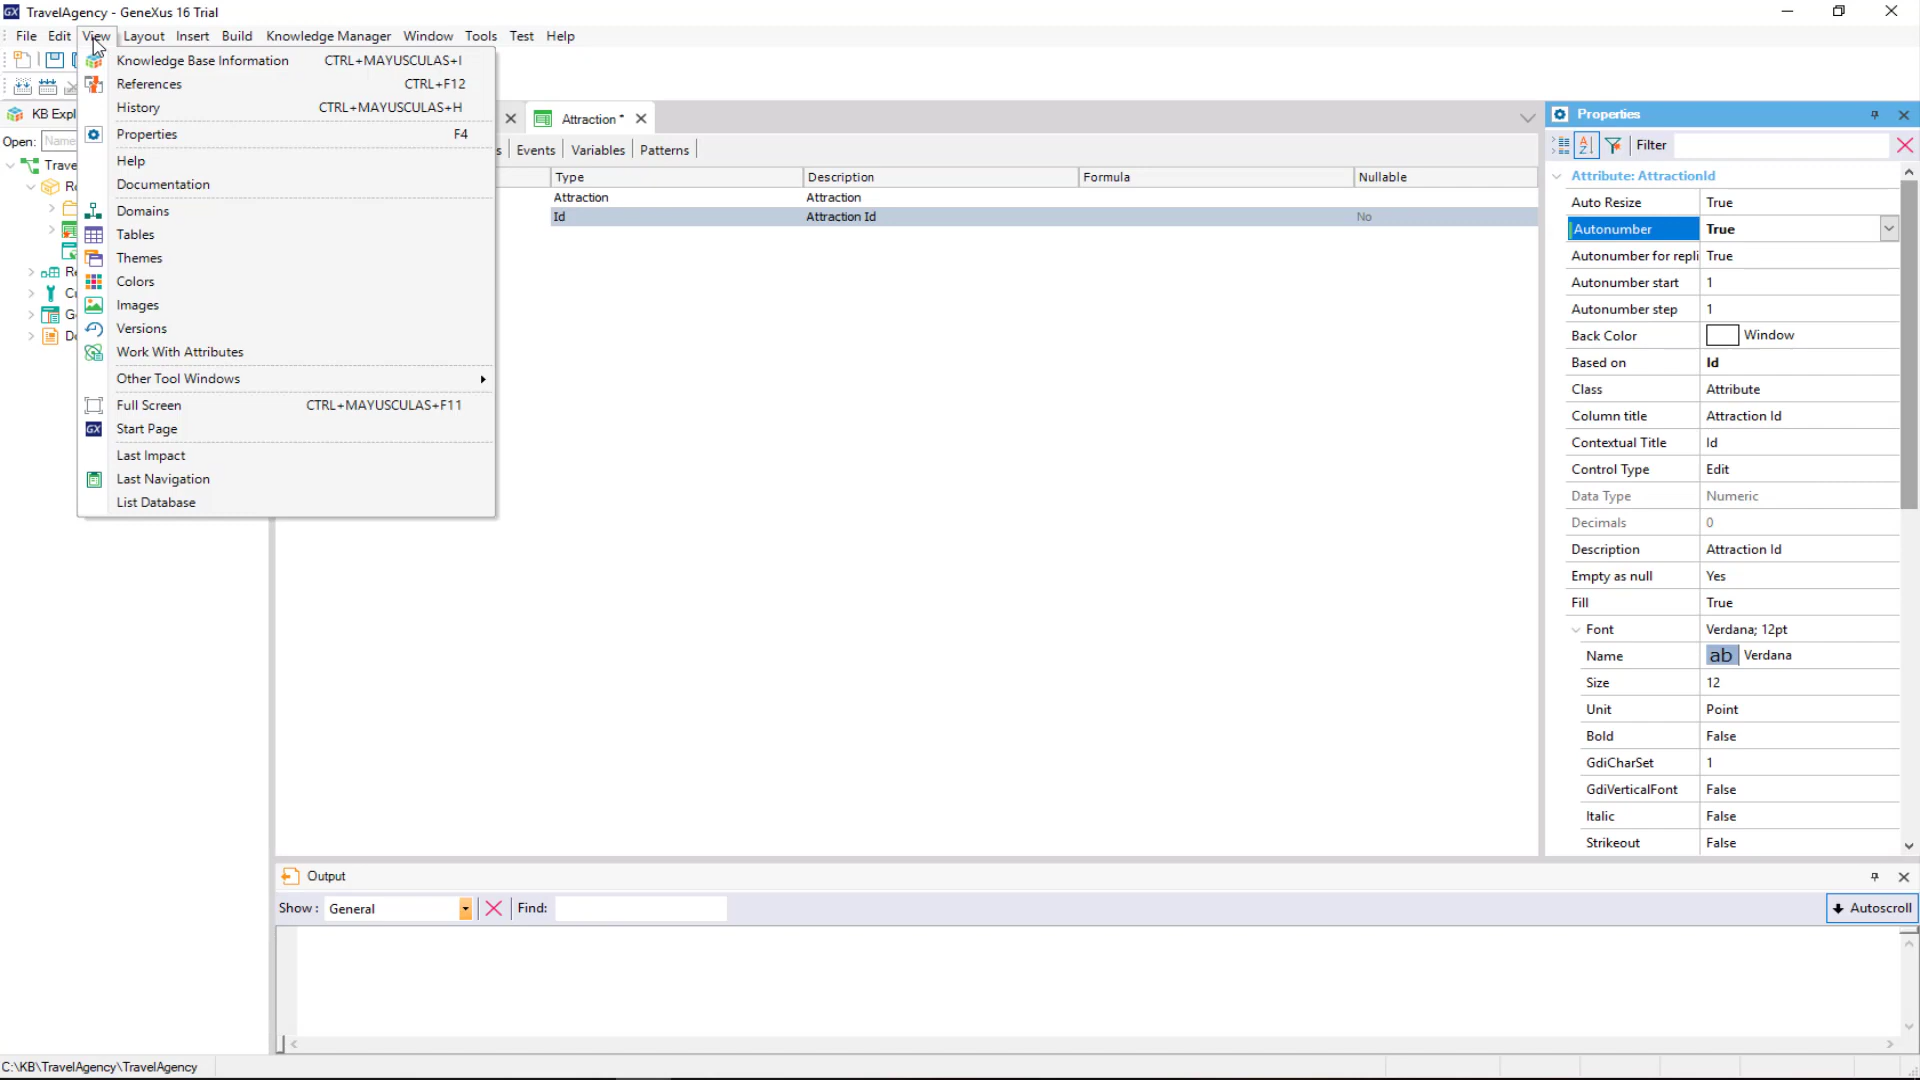 TravelAgency - GeneXus 16 Trial
File Edit View Layout Insert Build Knowledge Manager Window Tools Test Help
Knowledge Base Information CTRL+MAYUSCULAS+I
References CTRL+F12
History CTRL+MAYUSCULAS+H
Properties F4
Help
Documentation
Domains
Tables
Themes
Colors
Images
Versions
Work With Attributes
Other Tool Windows
Full Screen CTRL+MAYUSCULAS+F11
GX Start Page
Last Impact
Last Navigation
List Database
KB Expl
Open: Name
Trave
Attraction *
Events Variables Patterns
Type Description Formula Nullable
Attraction Attraction
Id Attraction Id No
Properties
Filter
Attribute: AttractionId
Auto Resize True
Autonumber True
Autonumber for repli True
Autonumber start 1
Autonumber step 1
Back Color Window
Based on Id
Class Attribute
Column title Attraction Id
Contextual Title Id
Control Type Edit
Data Type Numeric
Decimals 0
Description Attraction Id
Empty as null Yes
Fill True
Font Verdana; 12pt
Name ab Verdana
Size 12
Unit Point
Bold False
GdiCharSet 1
GdiVerticalFont False
Italic False
Strikeout False
Output
Show: General Find: Autoscroll
C:\KB\TravelAgency\TravelAgency